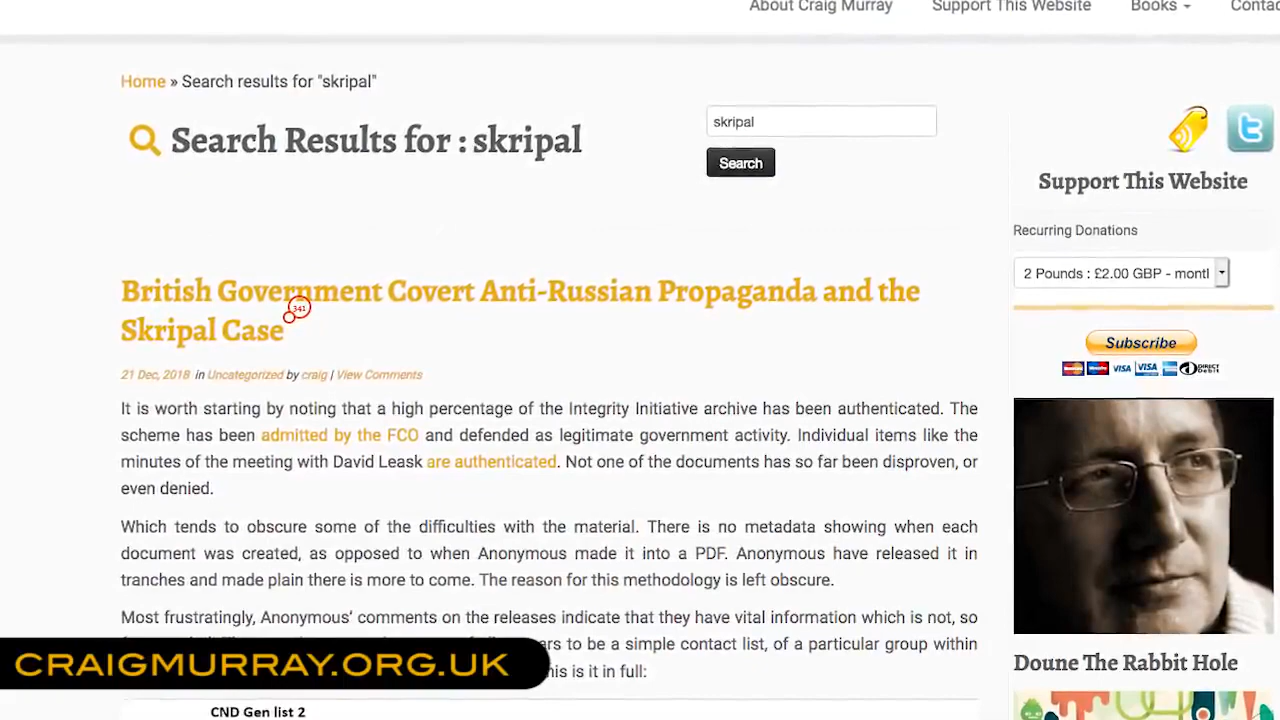 About Craig Murray Support This Website Books
Home » Search results for "skripal"
Search Results for : skripal
skripal
Search
Support This Website
Recurring Donations
2 Pounds : £2.00 GBP - montl
British Government Covert Anti-Russian Propaganda and the
Skripal Case
341
21 Dec, 2018 in Uncategorized by craig | View Comments
Subscribe
VISA VISA DIRECT Debit
It is worth starting by noting that a high percentage of the Integrity Initiative archive has been authenticated. The
scheme has been admitted by the FCO and defended as legitimate government activity. Individual items like the
minutes of the meeting with David Leask are authenticated. Not one of the documents has so far been disproven, or
even denied.
Which tends to obscure some of the difficulties with the material. There is no metadata showing when each
document was created, as opposed to when Anonymous made it into a PDF. Anonymous have released it in
tranches and made plain there is more to come. The reason for this methodology is left obscure.
Most frustratingly, Anonymous' comments on the releases indicate that they have vital information which is not, so
to be a simple contact list, of a particular group within
is it in full:
CRAIGMURRAY.ORG.UK
Doune The Rabbit Hole
CND Gen list 2